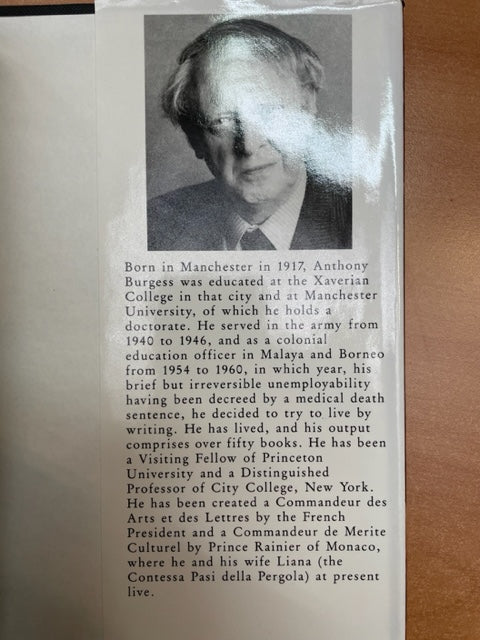 Born in Manchester in 1917, Anthony
Burgess was educated at the Xaverian
College in that city and at Manchester
University, of which he holds a
doctorate. He served in the army from
1940 to 1946, and as a colonial
education officer in Malaya and Borneo
from 1954 to 1960, in which year, his
brief but irreversible unemployability
having been decreed by a medical death
sentence, he decided to try to live by
writing. He has lived, and his output
comprises over fifty books. He has been
a Visiting Fellow of Princeton
University and a Distinguished
Professor of City College, New York.
He has been created a Commandeur des
Arts et des Lettres by the French
President and a Commandeur de Merite
Culturel by Prince Rainier of Monaco,
where he and his wife Liana (the
Contessa Pasi della Pergola) at present
live.